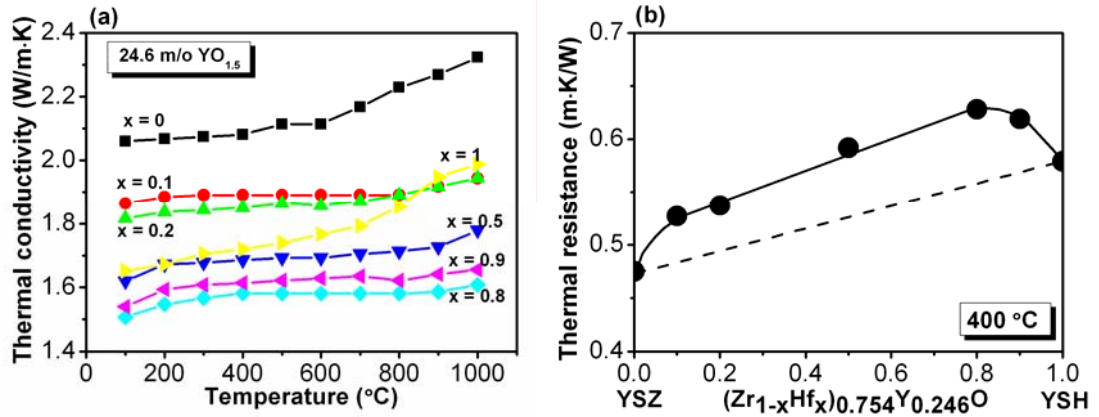 (a)
24.6 m/o YO1.5
x = 0
x = 1
x = 0.1
x = 0.2
x = 0.5
x = 0.9
x = 0.8
2.4
2.2
2.0
1.8
1.6
1.4
Thermal conductivity (W/m·K)
0 200 400 600 800 1000
Temperature (°C)
(b)
0.7
0.6
0.5
0.4
Thermal resistance (m·K/W)
400 °C
0.0 0.2 0.4 0.6 0.8 1.0
YSZ (Zr1-xHfx)0.754Y0.246O YSH